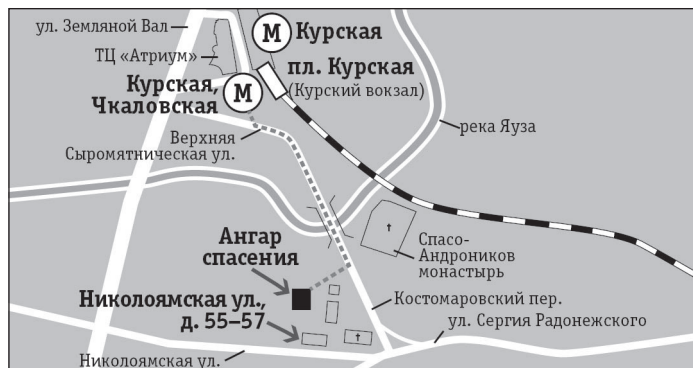 ул. Земляной Вал
М
Курская
ТЦ «Атриум»
пл. Курская
(Курский вокзал)
Курская,
Чкаловская
М
река Яуза
Верхняя
Сыромятническая ул.
Ангар
спасения
Спасо-
Андроников
монастырь
Николоямская ул.,
д. 55–57
Костомаровский пер.
ул. Сергия Радонежского
Николоямская ул.